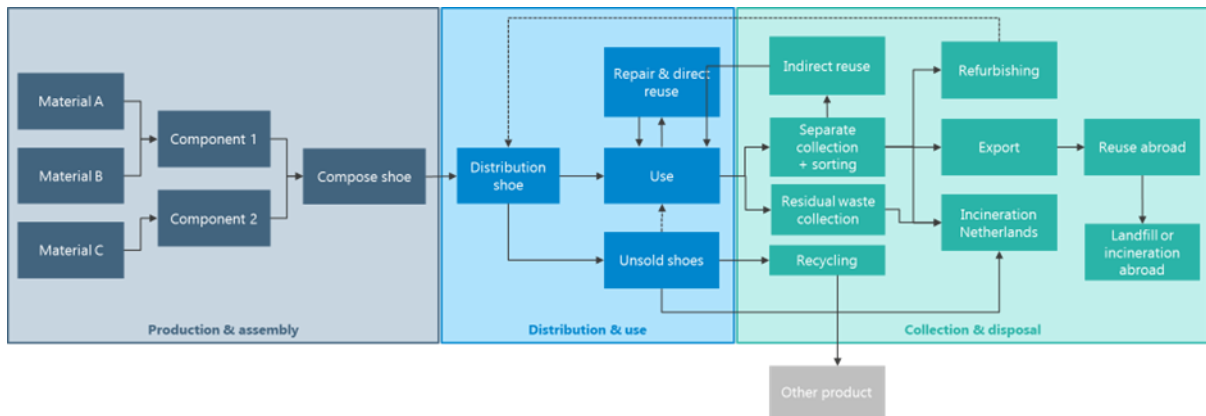 Material A
Material B
Material C
Component 1
Component 2
Compose shoe
Production & assembly
Repair & direct
reuse
Distribution
shoe
Use
Unsold shoes
Distribution & use
Indirect reuse
Separate
collection
+ sorting
Residual waste
collection
Recycling
Refurbishing
Export
Incineration
Netherlands
Reuse abroad
Landfill or
incineration
abroad
Collection & disposal
Other product